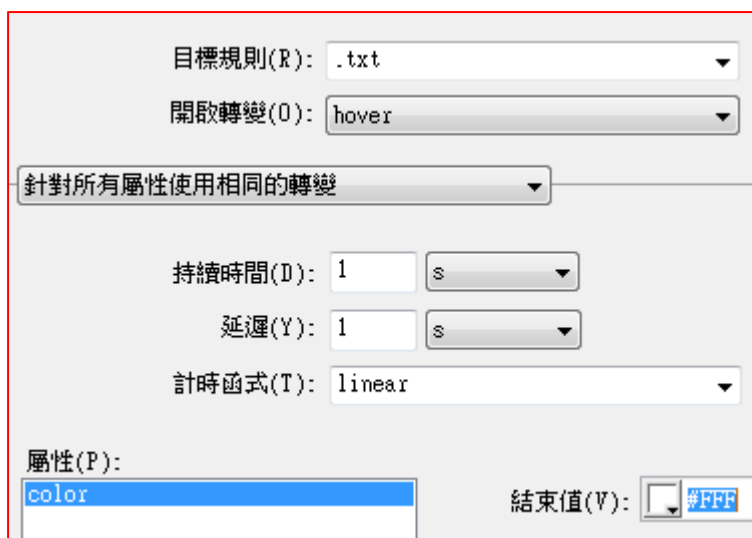 目標規則(R): .txt
開啟轉變(O): hover
針對所有屬性使用相同的轉變
持續時間(D): 1 s
延遲(Y): 1 s
計時函式(T): linear
屬性(P):
color
結束值(V): #FFF